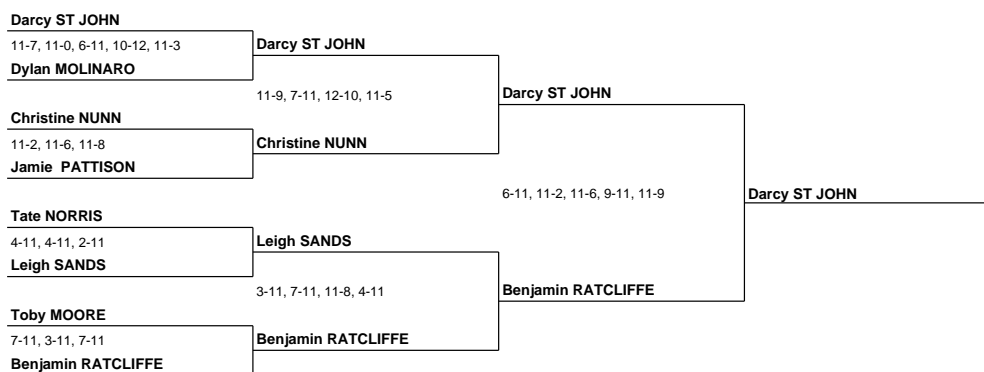 Darcy ST JOHN
11-7, 11-0, 6-11, 10-12, 11-3
Dylan MOLINARO
Darcy ST JOHN
11-9, 7-11, 12-10, 11-5
Darcy ST JOHN
Christine NUNN
11-2, 11-6, 11-8
Jamie  PATTISON
Christine NUNN
6-11, 11-2, 11-6, 9-11, 11-9
Darcy ST JOHN
Tate NORRIS
4-11, 4-11, 2-11
Leigh SANDS
Leigh SANDS
3-11, 7-11, 11-8, 4-11
Benjamin RATCLIFFE
Toby MOORE
7-11, 3-11, 7-11
Benjamin RATCLIFFE
Benjamin RATCLIFFE